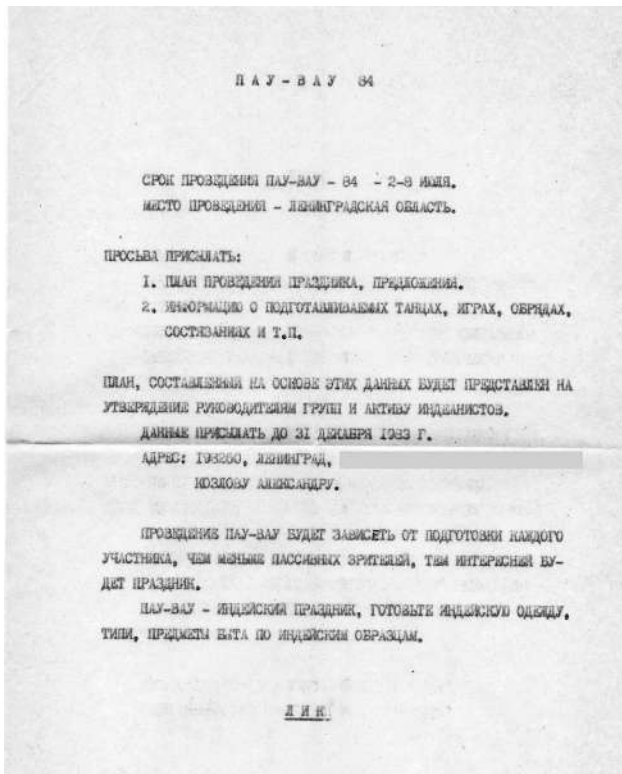 ПАУ-ВАУ 84
СРОК ПРОВЕДЕНИЯ ПАУ-ВАУ - 84 - 2-8 ИЮЛЯ.
МЕСТО ПРОВЕДЕНИЯ - ЛЕНИНГРАДСКАЯ ОБЛАСТЬ.
ПРОСЬБА ПРИСЫЛАТЬ:
1. ПЛАН ПРОВЕДЕНИЯ ПРАЗДНИКА, ПРЕДЛОЖЕНИЯ.
2. ИНФОРМАЦИЮ О ПОДГОТАВЛИВАЕМЫХ ТАНЦАХ, ИГРАХ, ОБРЯДАХ,
СОСТЯЗАНИЯХ И Т.П.
ПЛАН, СОСТАВЛЕННЫЙ НА ОСНОВЕ ЭТИХ ДАННЫХ БУДЕТ ПРЕДСТАВЛЕН НА
УТВЕРЯДЕНИЕ РУКОВОДИТЕЛЯМ ГРУПП И АКТИВУ ИНДЕАНИСТОВ.
ДАННЫЕ ПРИСЫЛАТЬ ДО 31 ДЕКАБРЯ 1983 Г.
АДРЕС: 198260, ЛЕНИНГРАД,
КОЗЛОВУ АЛЕКСАНДРУ.
ПРОВЕДЕНИЕ ПАУ-ВАУ БУДЕТ ЗАВИСЕТЬ ОТ ПОДГОТОВКИ КАЖДОГО
УЧАСТНИКА, ЧЕМ МЕНЬШЕ ПАССИВНЫХ ЗРИТЕЛЕЙ, ТЕМ ИНТЕРЕСНЕЙ БУ-
ДЕТ ПРАЗДНИК.
ПАУ-ВАУ - ИНДЕЙСКИЙ ПРАЗДНИК, ГОТОВЬТЕ ИНДЕЙСКУЮ ОДЕЖДУ,
ТИПИ, ПРЕДМЕТЫ БЫТА ПО ИНДЕЙСКИМ ОБРАЗЦАМ.
ЛИК